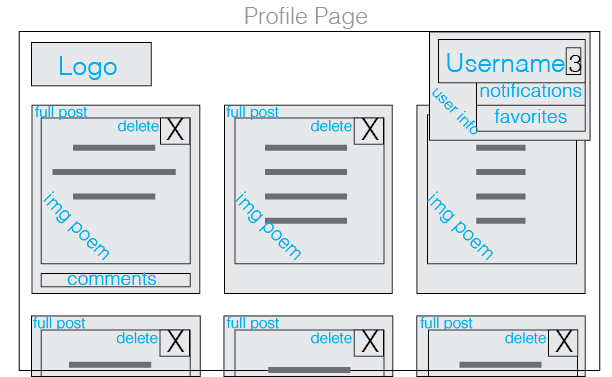 Profile Page
Logo
Username 3
notifications
favorites
user info
full post
delete X
img poem
comments
full post
delete X
img poem
img poem
full post
delete X
full post
delete X
full post
delete X